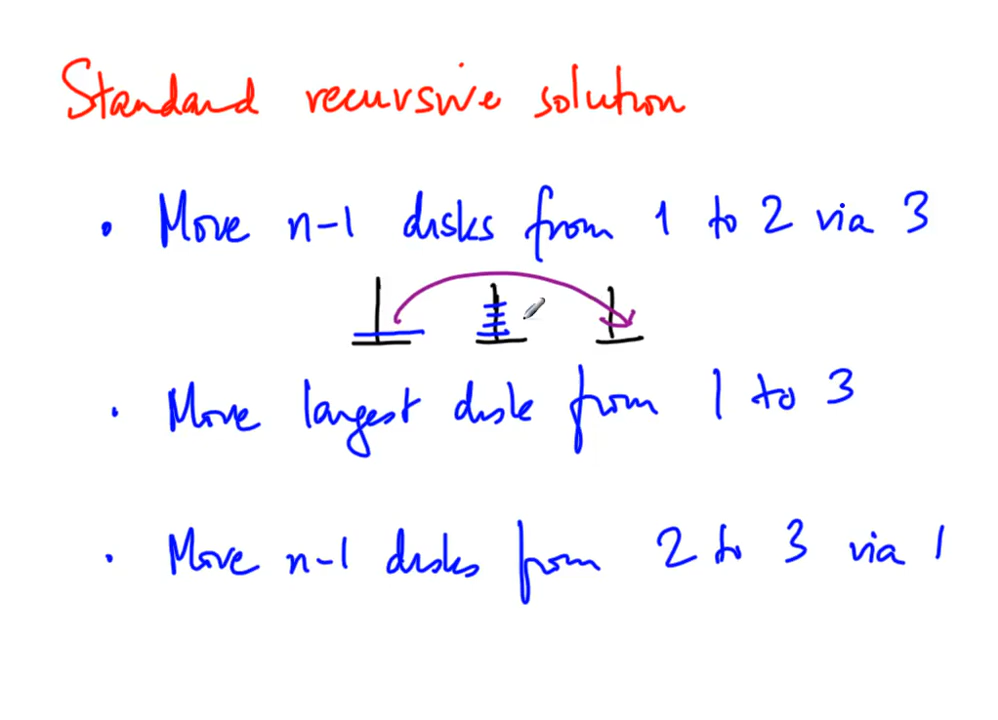 Standard recursive solution
• Move n-1 disks from 1 to 2 via 3
• Move largest disk from 1 to 3
• Move n-1 disks from 2 to 3 via 1